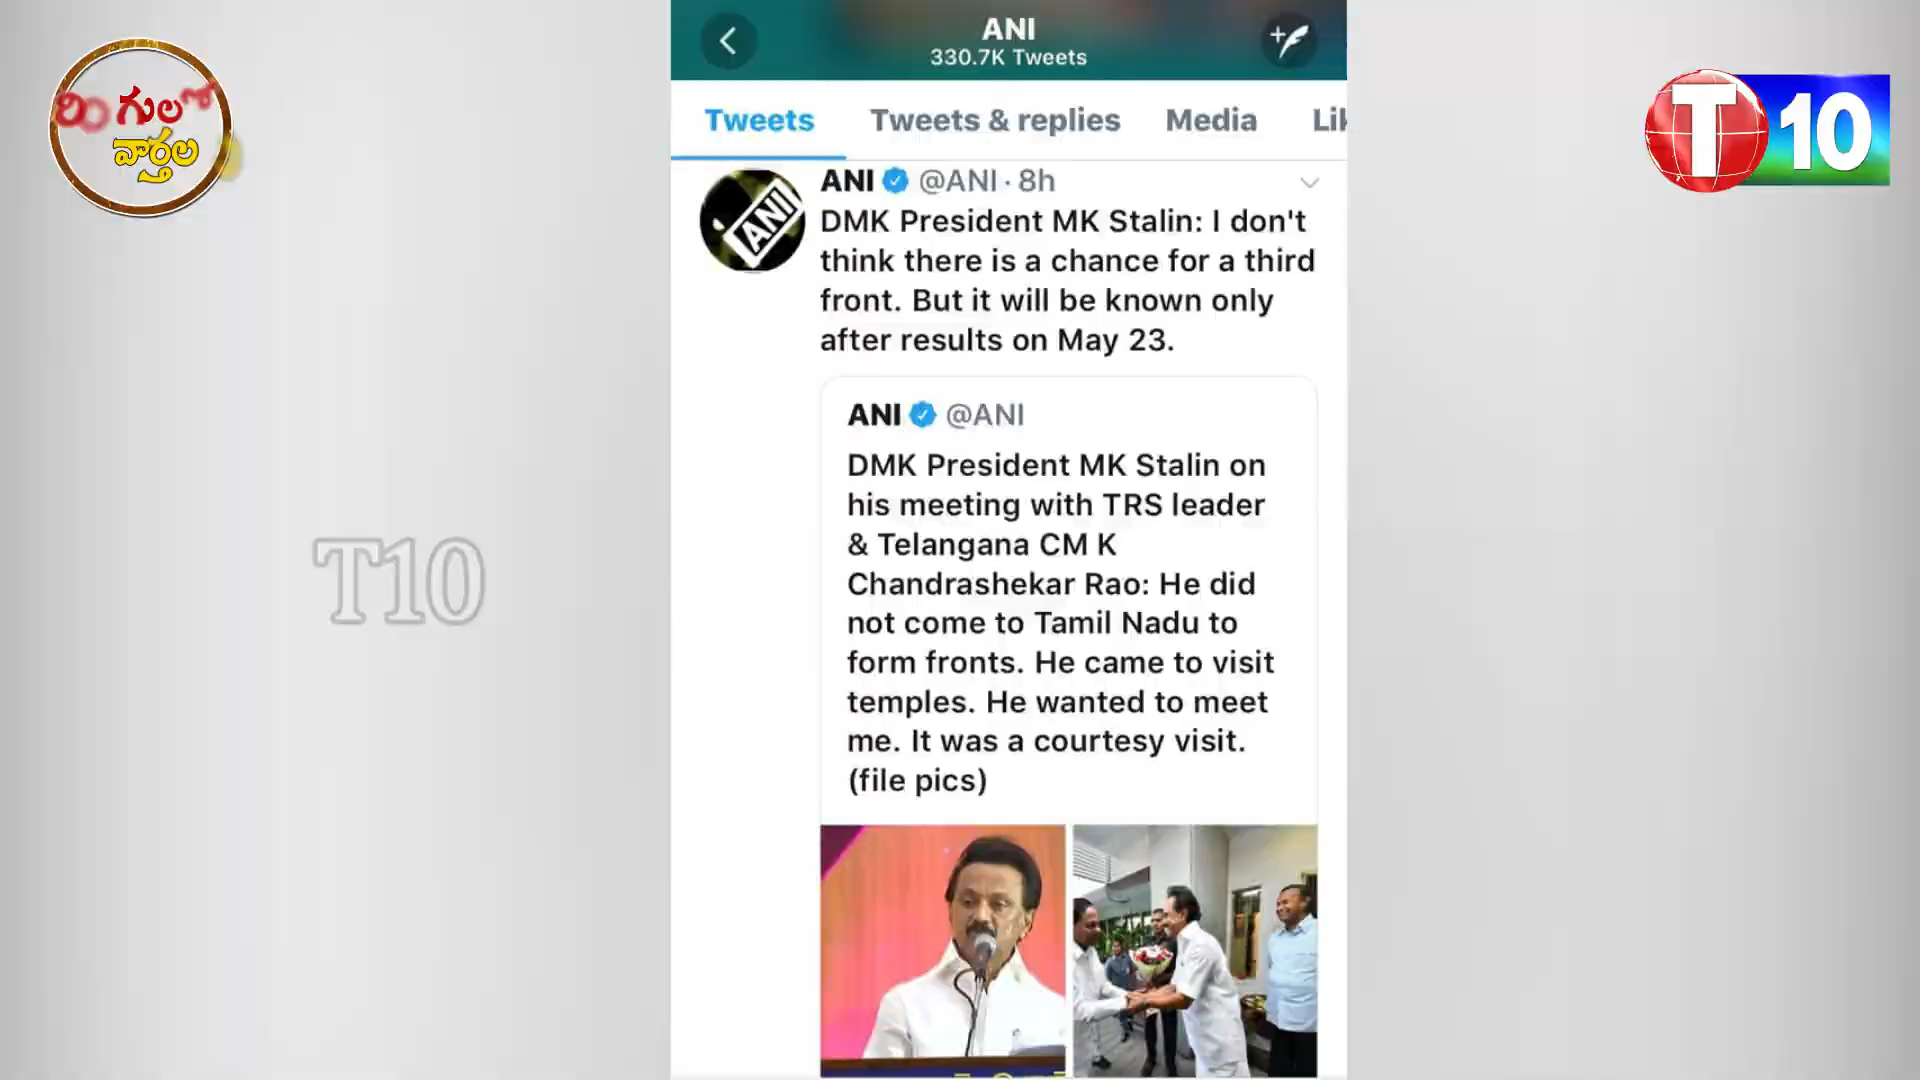 రింగులో
వార్తలు
T 10
T10
ANI
330.7K Tweets
Tweets Tweets & replies Media Lik
ANI @ANI · 8h
DMK President MK Stalin: I don't
think there is a chance for a third
front. But it will be known only
after results on May 23.
ANI
ANI @ANI
DMK President MK Stalin on
his meeting with TRS leader
& Telangana CM K
Chandrashekar Rao: He did
not come to Tamil Nadu to
form fronts. He came to visit
temples. He wanted to meet
me. It was a courtesy visit.
(file pics)